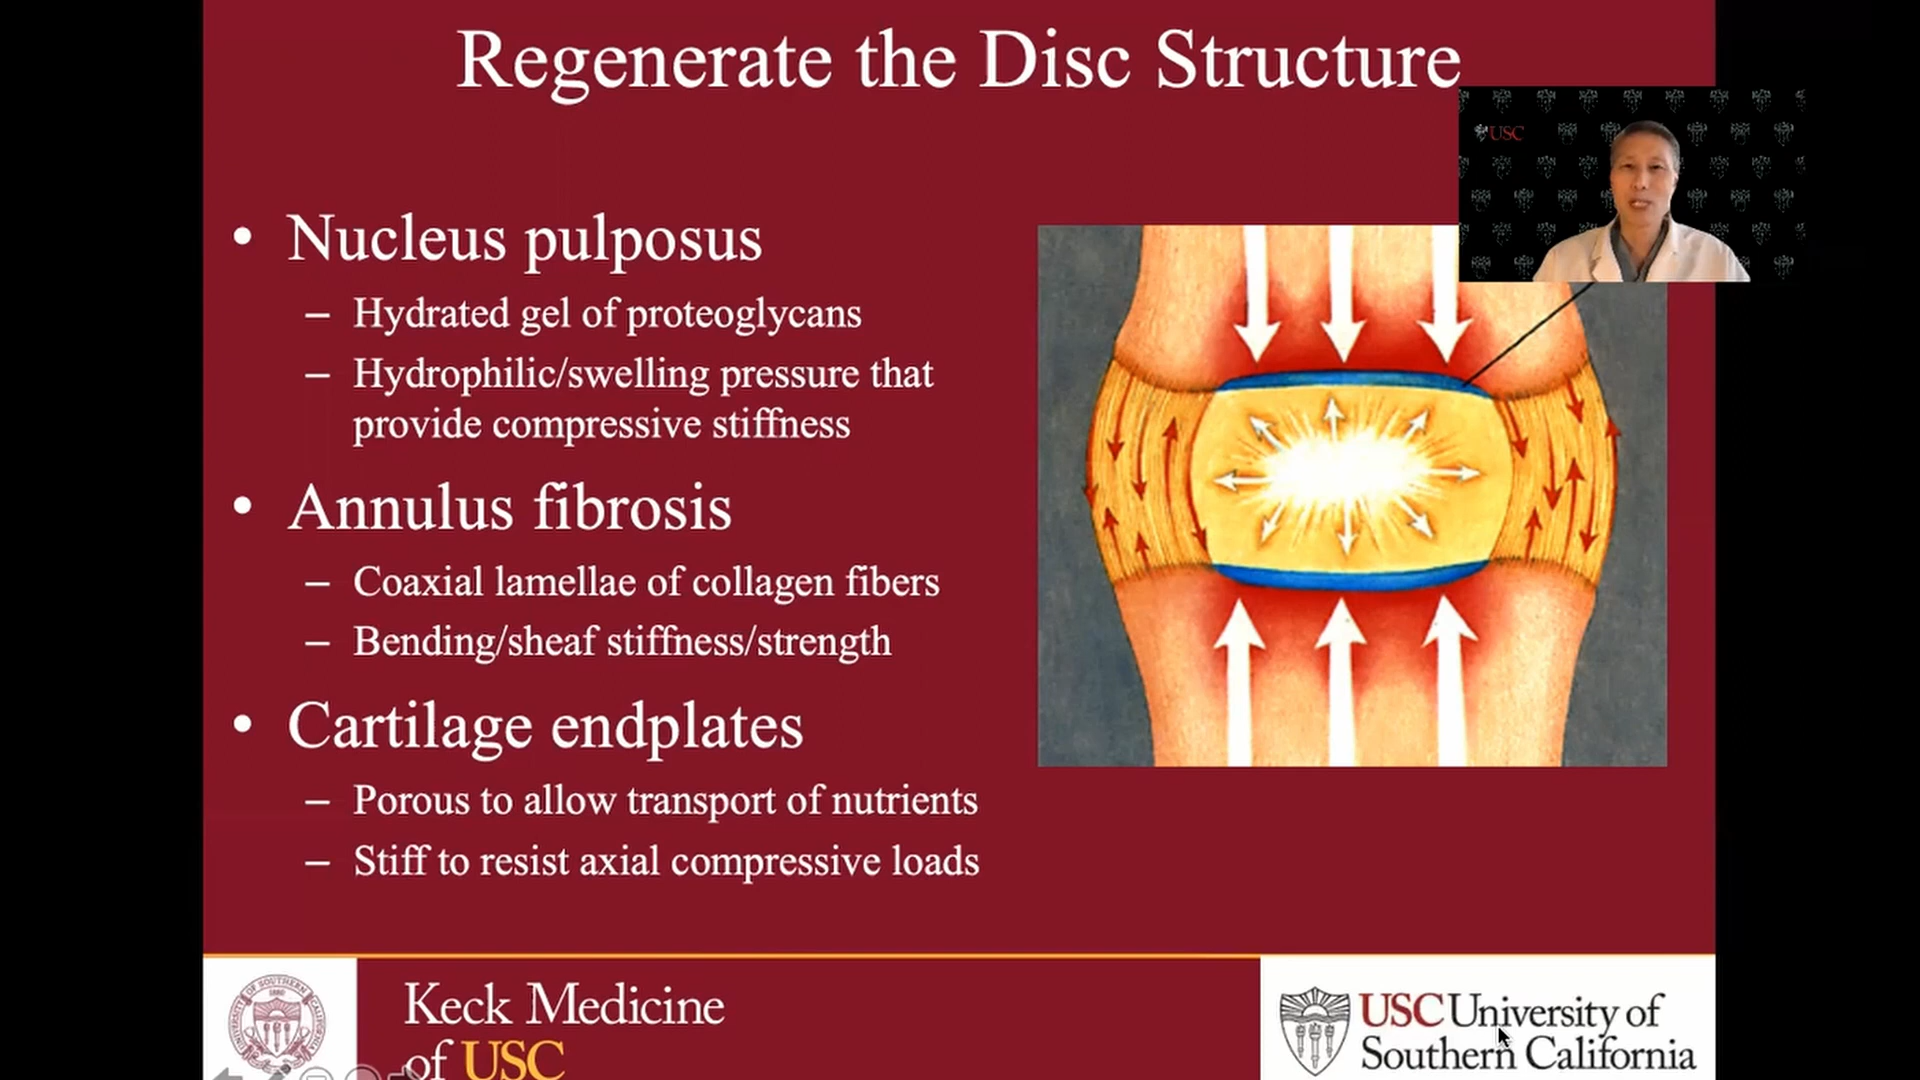 Regenerate the Disc Structure
USC
• Nucleus pulposus
– Hydrated gel of proteoglycans
– Hydrophilic/swelling pressure that
provide compressive stiffness
• Annulus fibrosis
– Coaxial lamellae of collagen fibers
– Bending/sheaf stiffness/strength
• Cartilage endplates
– Porous to allow transport of nutrients
– Stiff to resist axial compressive loads
Keck Medicine
of USC
USC University of
Southern California